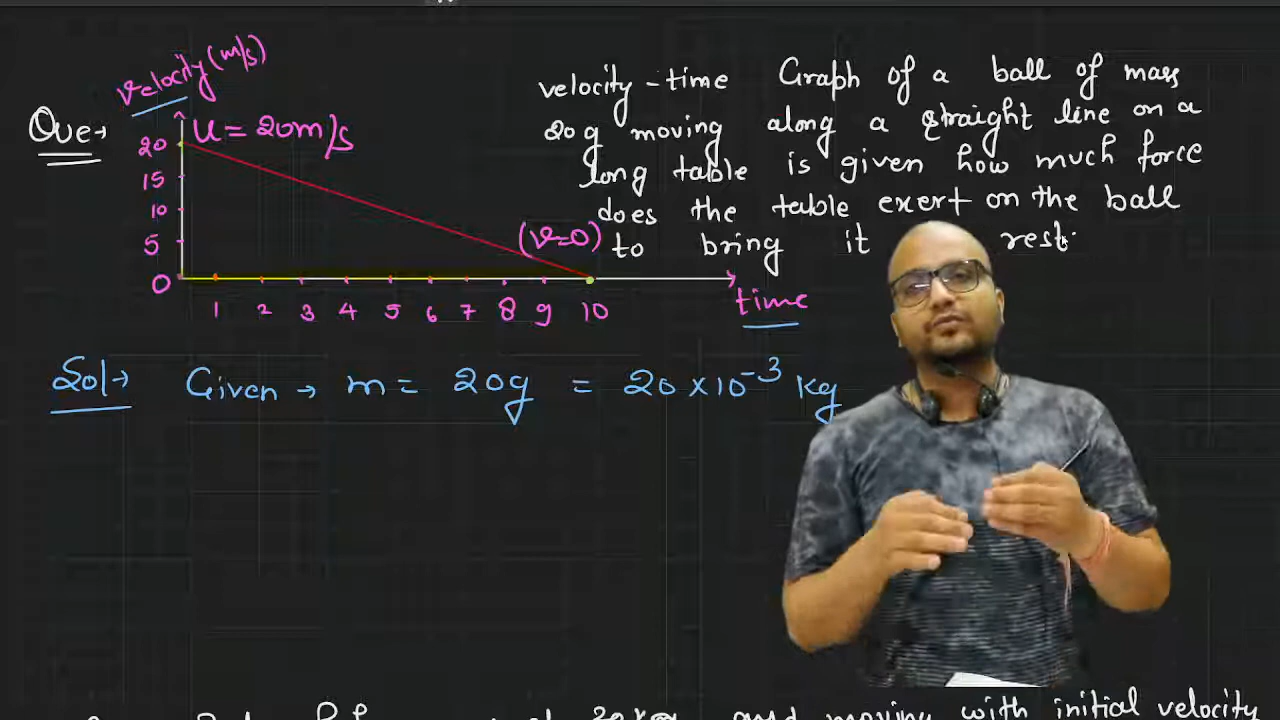 Que→
velocity(m/s)
20
15
10
5
0
u = 20m/s
(v=0)
1 2 3 4 5 6 7 8 9 10
time
velocity-time Graph of a ball of mass
20g moving along a straight line on a
long table is given how much force
does the table exert on the ball
to bring it rest.
Sol→ Given → m = 20g = 20 × 10⁻³ kg
and moving with initial velocity